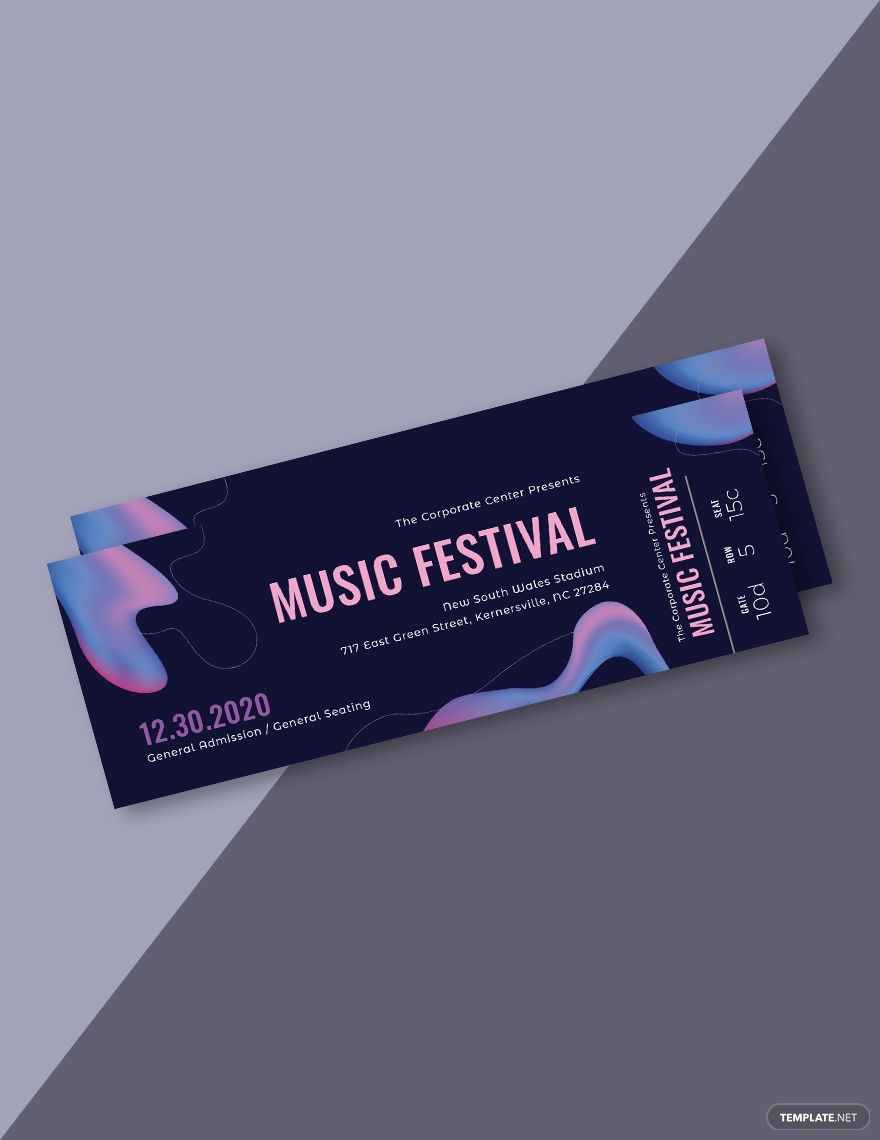 The Corporate Center Presents
MUSIC FESTIVAL
New South Wales Stadium
717 East Green Street, Kernersville, NC 27284
12.30.2020
General Admission / General Seating
The Corporate Center Presents
MUSIC FESTIVAL
SEAT
15c
ROW
5
GATE
10d
TEMPLATE.NET